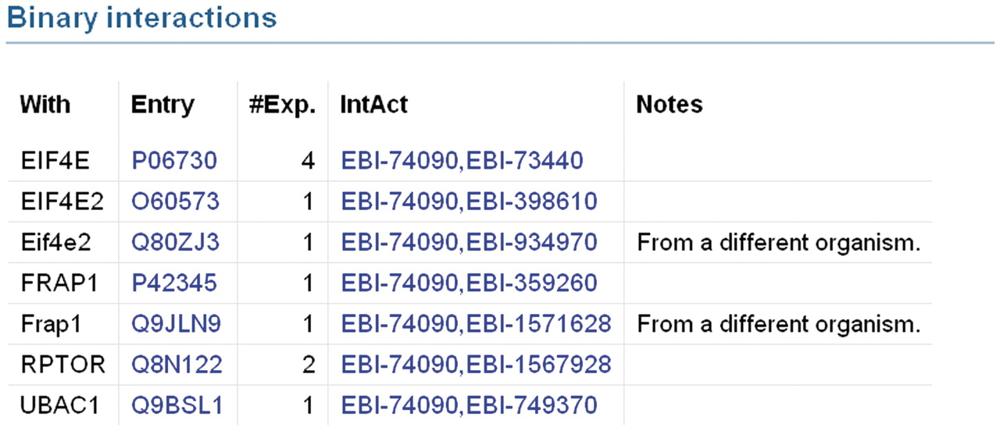 Binary interactions
With Entry #Exp. IntAct Notes
EIF4E P06730 4 EBI-74090,EBI-73440
EIF4E2 O60573 1 EBI-74090,EBI-398610
Eif4e2 Q80ZJ3 1 EBI-74090,EBI-934970 From a different organism.
FRAP1 P42345 1 EBI-74090,EBI-359260
Frap1 Q9JLN9 1 EBI-74090,EBI-1571628 From a different organism.
RPTOR Q8N122 2 EBI-74090,EBI-1567928
UBAC1 Q9BSL1 1 EBI-74090,EBI-749370